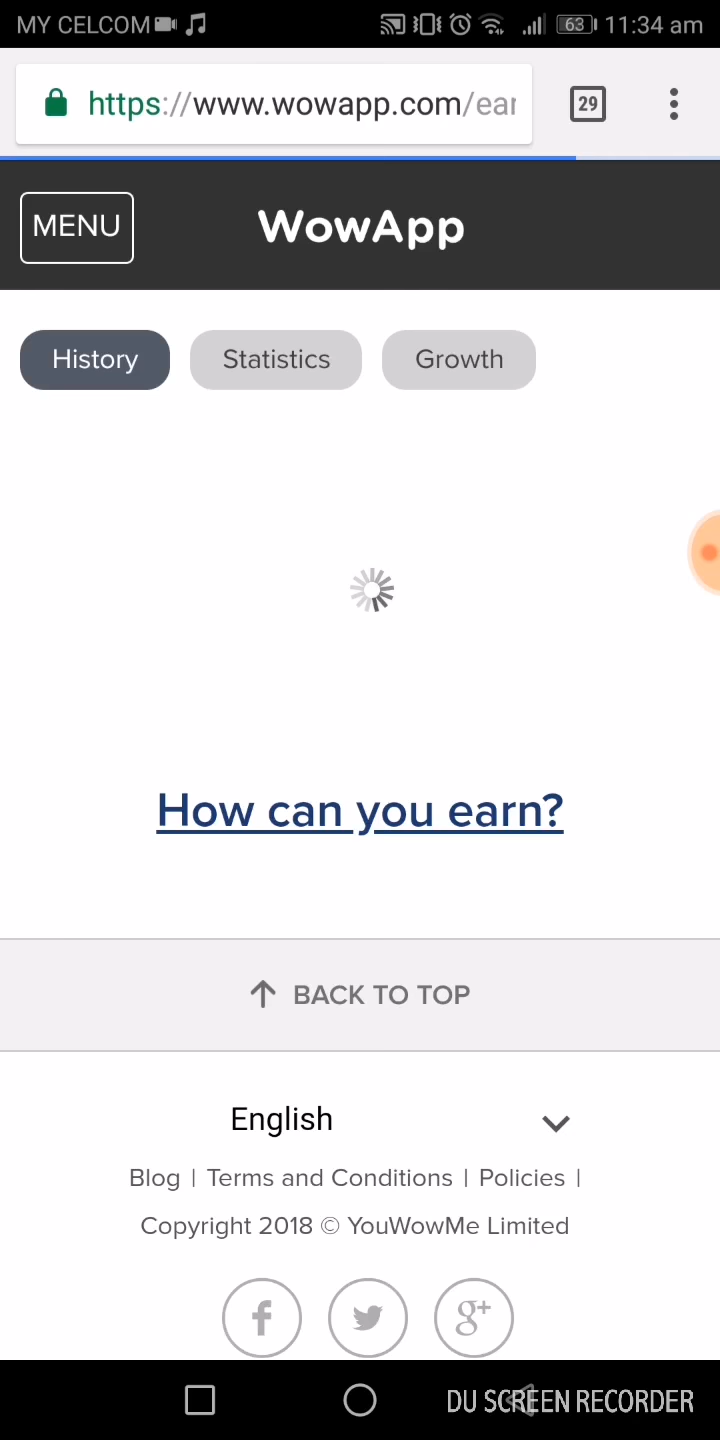 MY CELCOM 63 11:34 am
https://www.wowapp.com/ear 29
MENU WowApp
History Statistics Growth
How can you earn?
BACK TO TOP
English
Blog | Terms and Conditions | Policies |
Copyright 2018 © YouWowMe Limited
f g+
DU SCREEN RECORDER